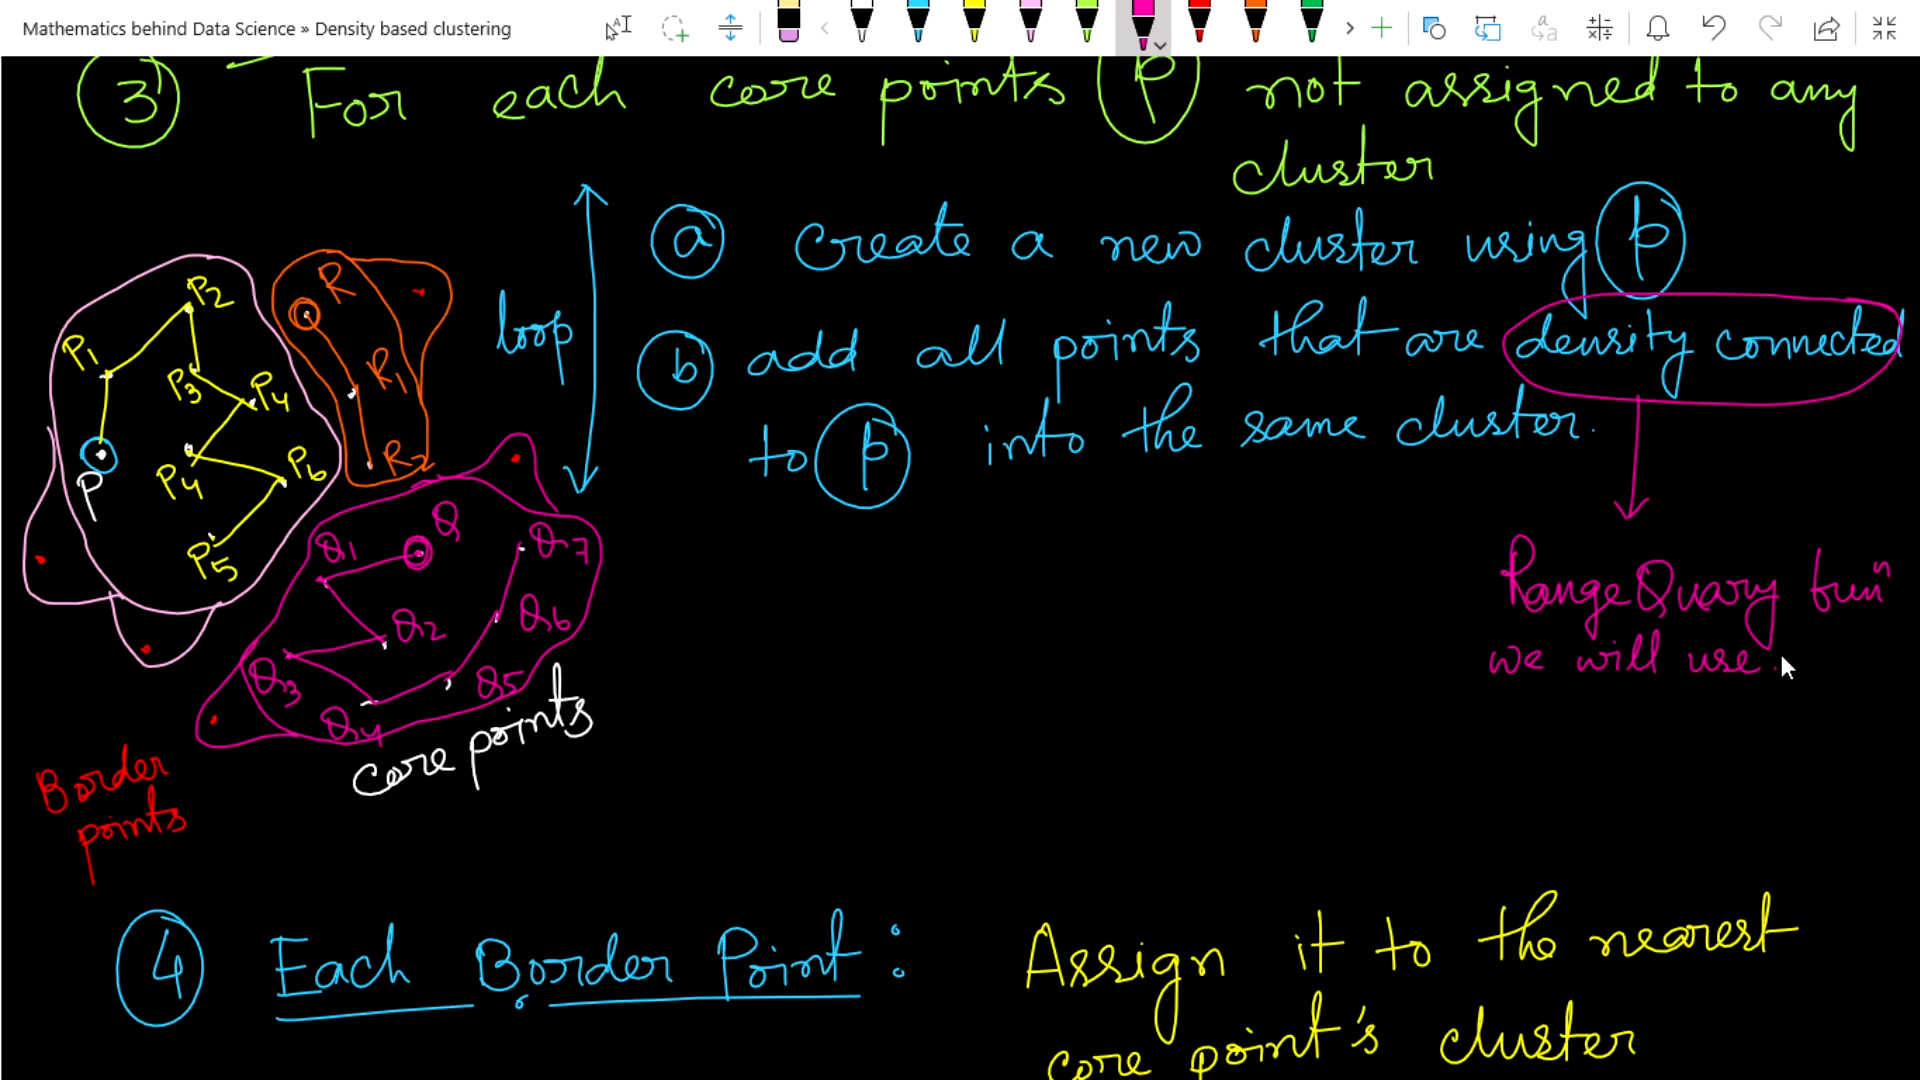 Mathematics behind Data Science » Density based clustering
3 For each core points P not assigned to any
cluster
loop
a Create a new cluster using P
b add all points that are density connected
to P into the same cluster.
RangeQuary funⁿ
we will use.
P1 P2 P3 P4 P4 P6 P5 P
R R1 R2
Q Q1 Q2 Q3 Q4 Q5 Q6 Q7
core points
Border
points
4 Each Border Point : Assign it to the nearest
core point's cluster